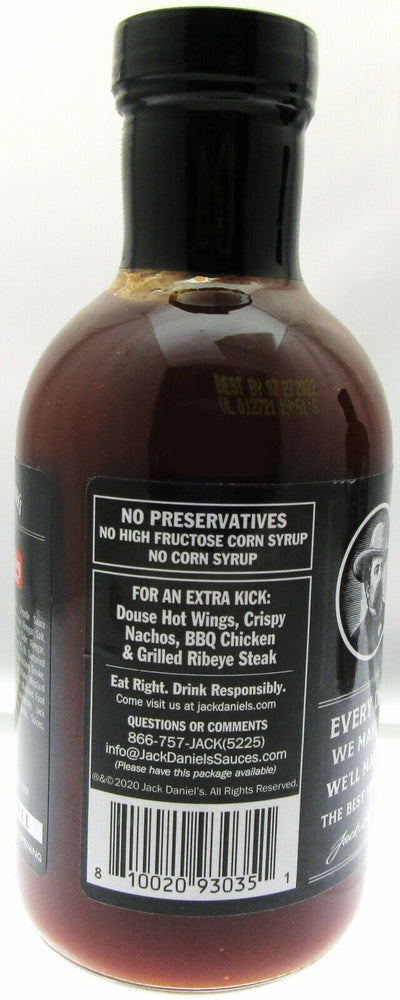 BEST BY 07 27 2022
NO PRESERVATIVES
NO HIGH FRUCTOSE CORN SYRUP
NO CORN SYRUP
FOR AN EXTRA KICK:
Douse Hot Wings, Crispy
Nachos, BBQ Chicken
& Grilled Ribeye Steak
Eat Right. Drink Responsibly.
Come visit us at jackdaniels.com
QUESTIONS OR COMMENTS
866-757-JACK(5225)
info@JackDanielsSauces.com
(Please have this package available)
®&©2020 Jack Daniel's. All Rights Reserved.
8 10020 93035 1
EVERY
WE
WE'LL
THE BEST